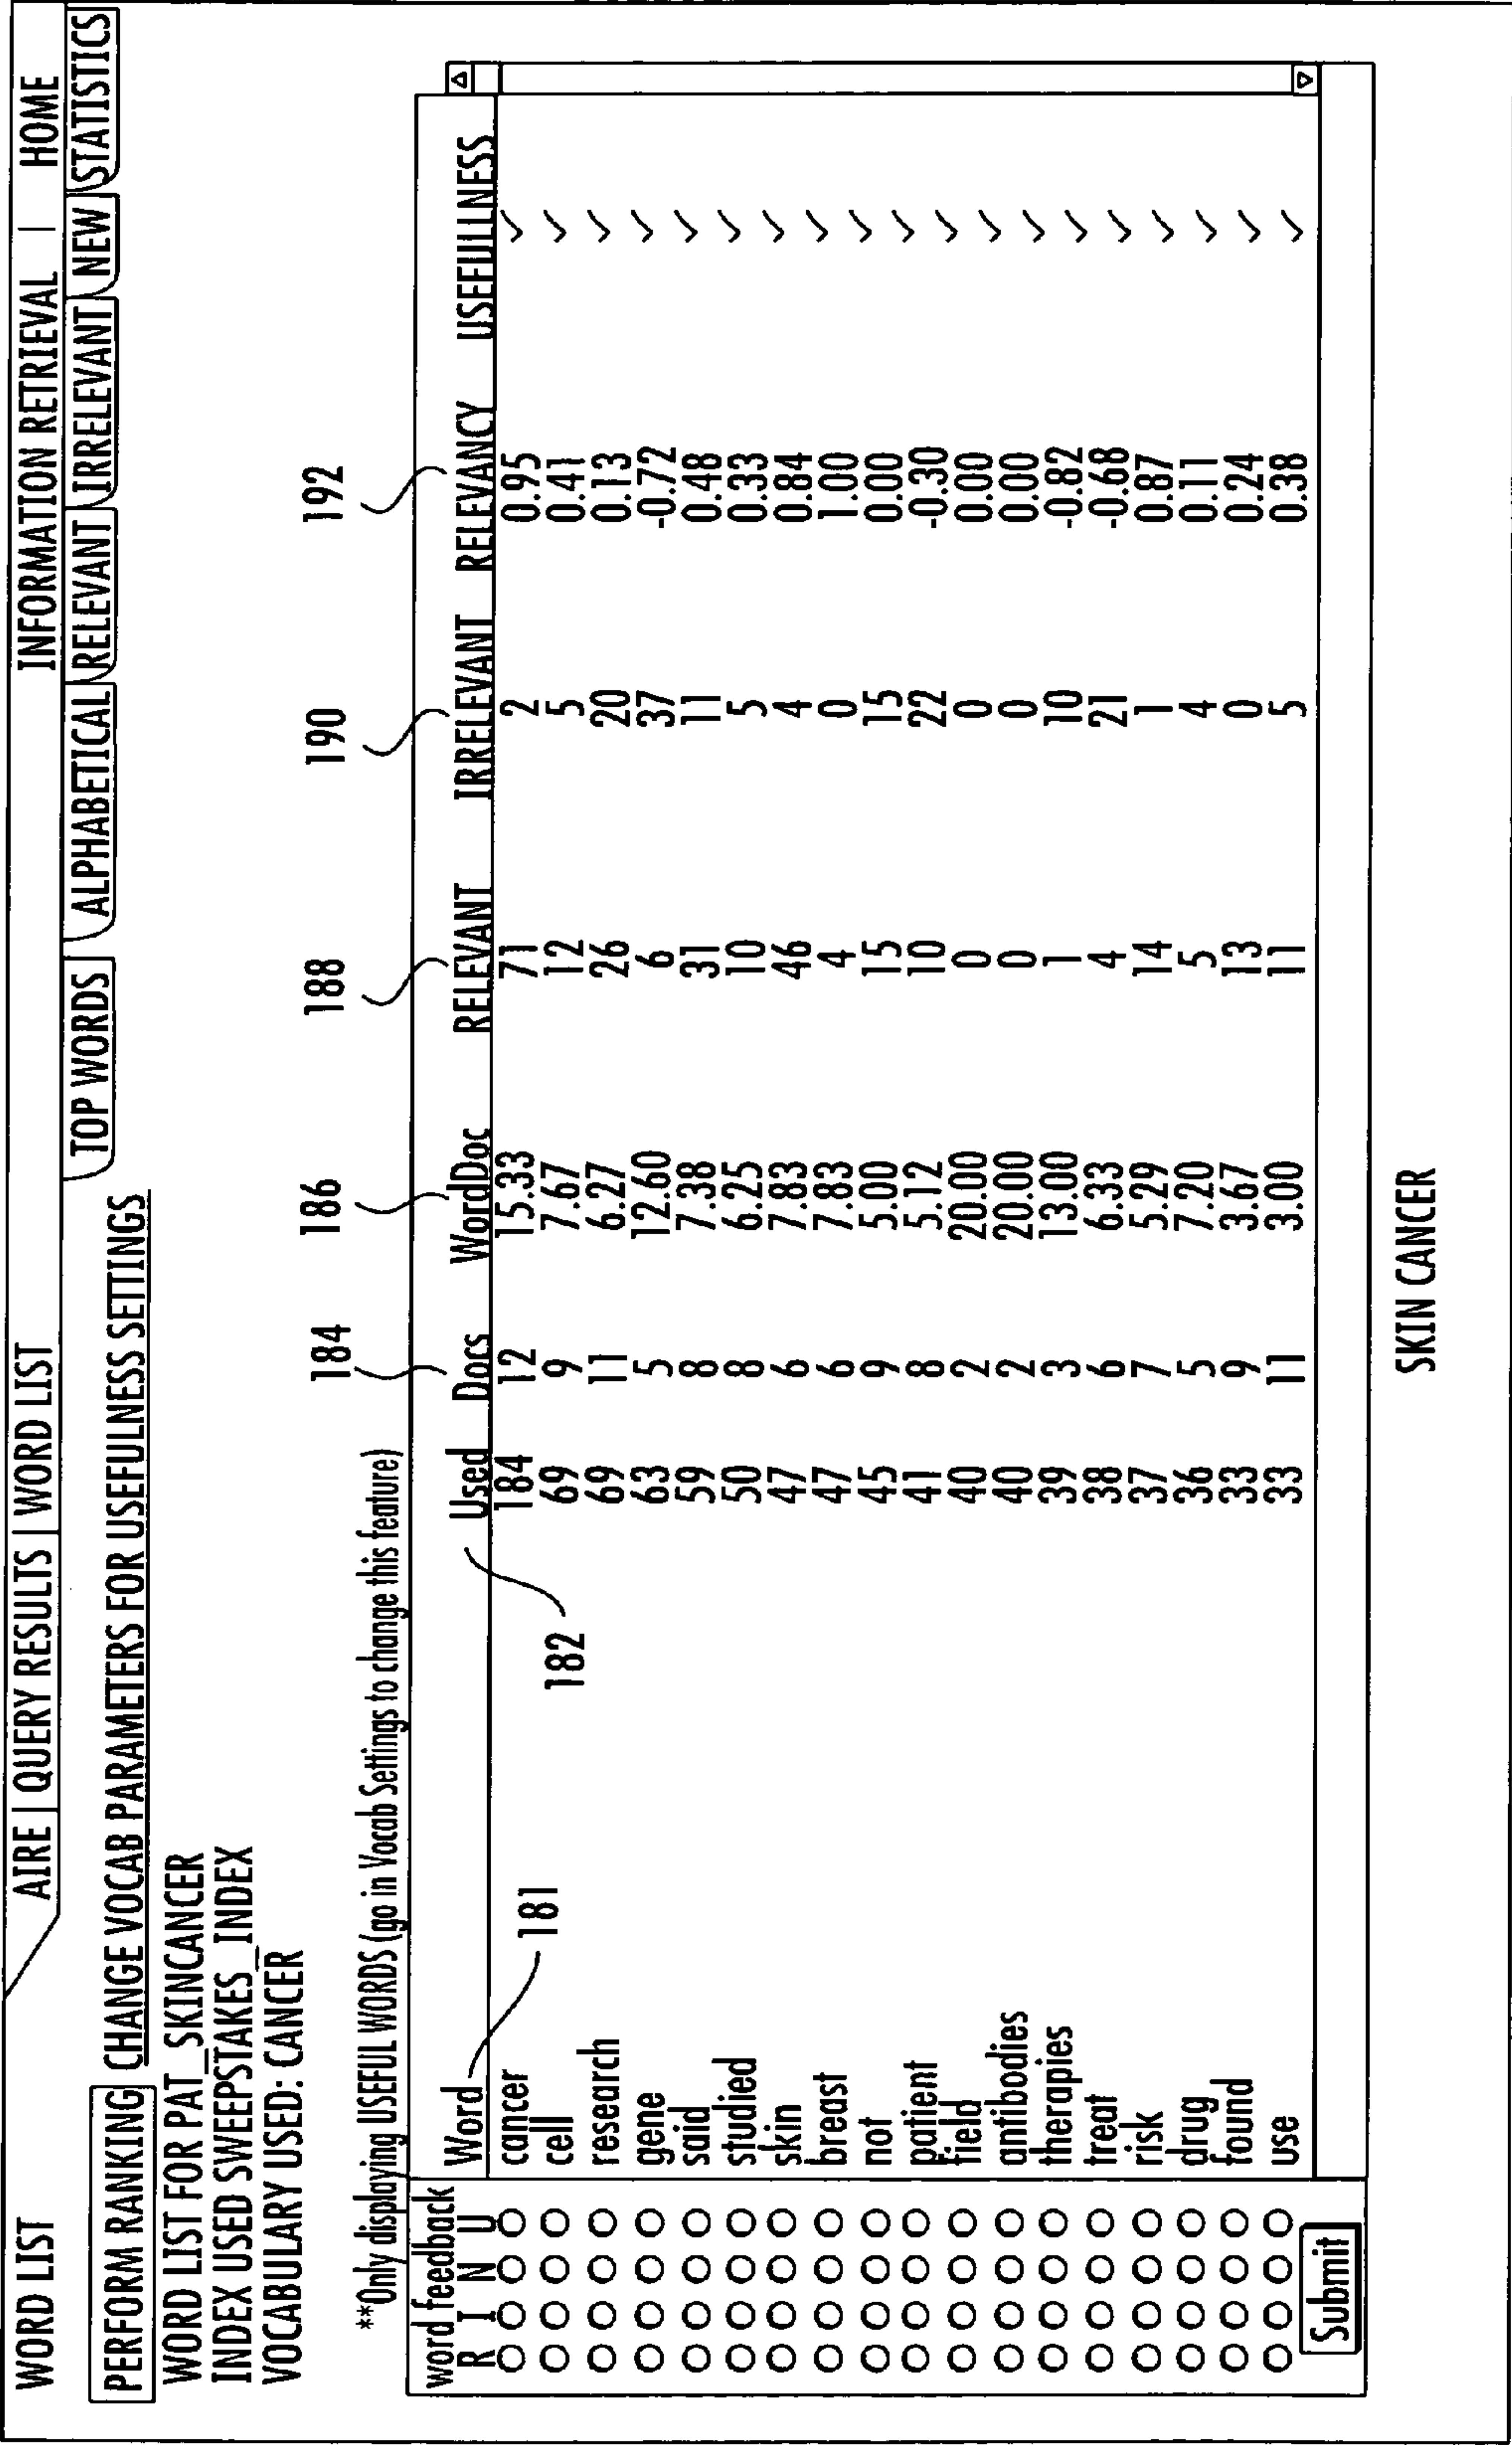 WORD LIST AIRE | QUERY RESULTS | WORD LIST INFORMATION RETRIEVAL | HOME
TOP WORDS ALPHABETICAL RELEVANT IRRELEVANT NEW STATISTICS
PERFORM RANKING CHANGE VOCAB PARAMETERS FOR USEFULNESS SETTINGS
WORD LIST FOR PAT_SKINCANCER
INDEX USED SWEEPSTAKES_INDEX
VOCABULARY USED: CANCER
184 186 188 190 192
**Only displaying USEFUL WORDS (go in Vocab Settings to change this feature)
word feedback
R I N U Word Used Docs WordDoc RELEVANT IRRELEVANT RELEVANCY USEFULLNESS
cancer 184 12 15.33 71 2 0.95 ✓
cell 69 9 7.67 12 5 0.41 ✓
research 69 11 6.27 26 20 0.13 ✓
gene 63 5 12.60 6 37 -0.72 ✓
said 59 8 7.38 31 11 0.48 ✓
studied 50 8 6.25 10 5 0.33 ✓
skin 47 6 7.83 46 4 0.84 ✓
breast 47 6 7.83 4 0 1.00 ✓
not 45 9 5.00 15 15 0.00 ✓
patient 41 8 5.12 10 22 -0.30 ✓
field 40 2 20.00 0 0 0.00 ✓
antibodies 40 2 20.00 0 0 0.00 ✓
therapies 39 3 13.00 1 10 -0.82 ✓
treat 38 6 6.33 4 21 -0.68 ✓
risk 37 7 5.29 14 1 0.87 ✓
drug 36 5 7.20 5 4 0.11 ✓
found 33 9 3.67 13 0 0.24 ✓
use 33 11 3.00 11 5 0.38 ✓
181
182
Submit
SKIN CANCER